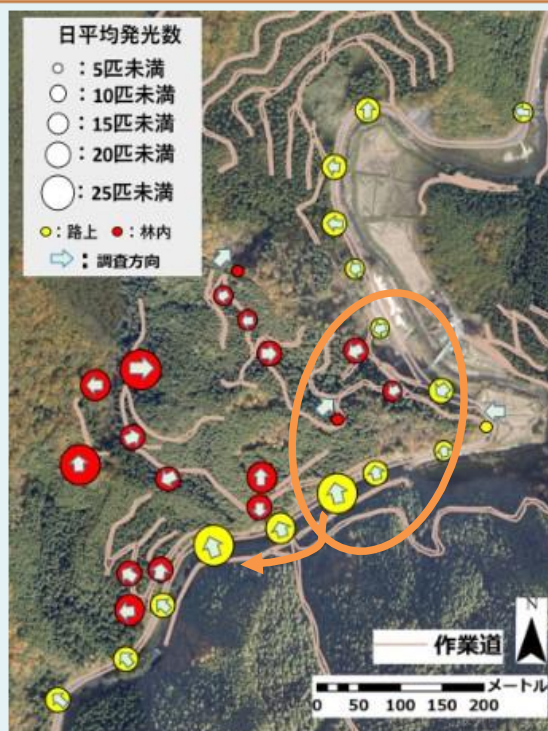 日平均発光数
：5匹未満
：10匹未満
：15匹未満
：20匹未満
：25匹未満
：路上 ：林内
：調査方向
N
作業道
メートル
0 50 100 150 200